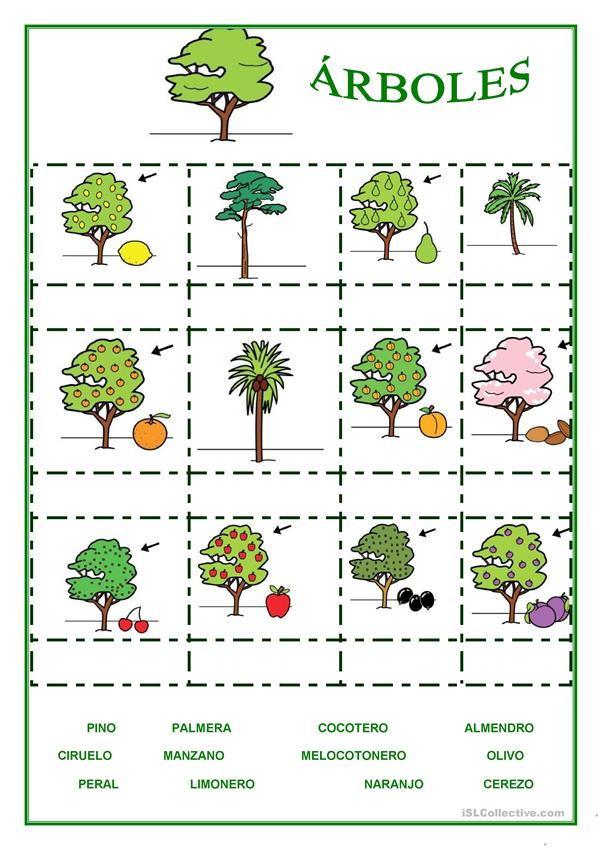 ÁRBOLES
PINO PALMERA COCOTERO ALMENDRO
CIRUELO MANZANO MELOCOTONERO OLIVO
PERAL LIMONERO NARANJO CEREZO
iSLCollective.com